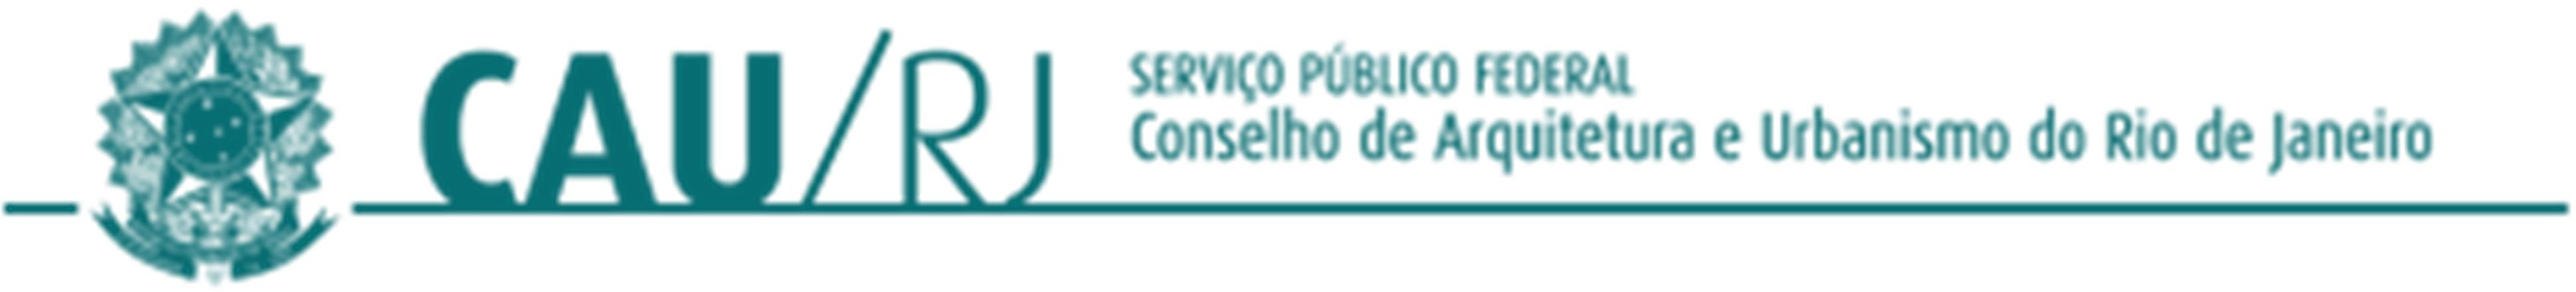 CAU/RJ
SERVIÇO PÚBLICO FEDERAL
Conselho de Arquitetura e Urbanismo do Rio de Janeiro